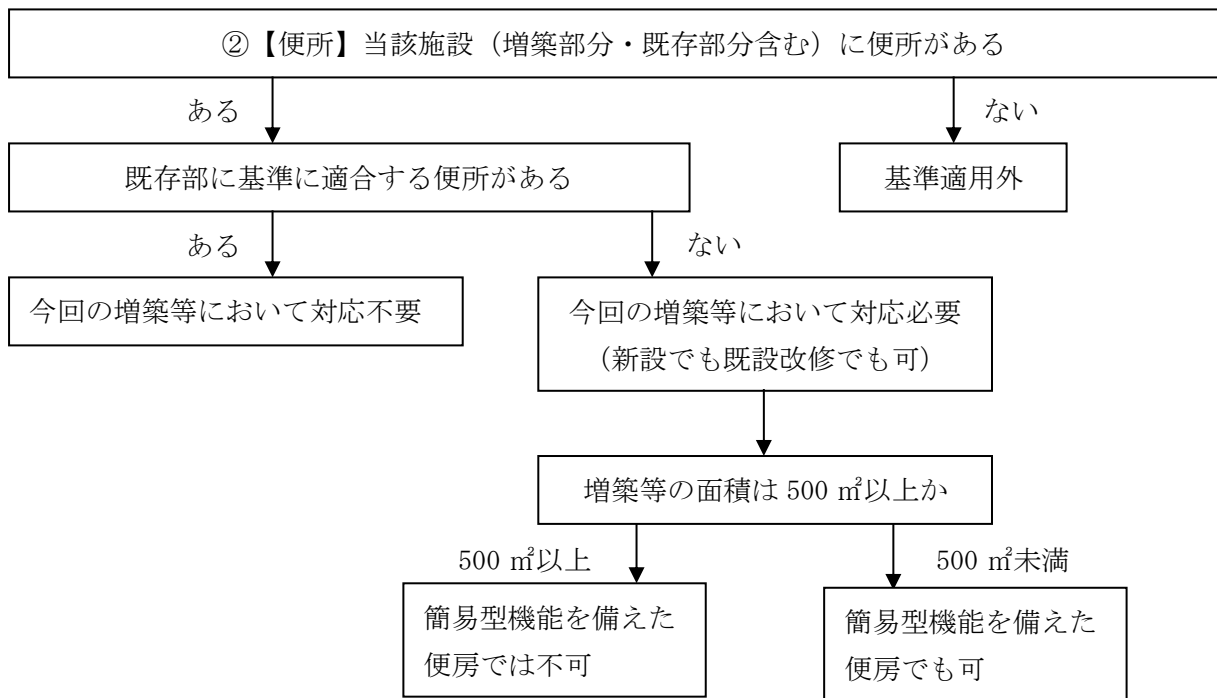 ②【便所】当該施設（増築部分・既存部分含む）に便所がある
ある
ない
既存部に基準に適合する便所がある
基準適用外
ある
ない
今回の増築等において対応不要
今回の増築等において対応必要
（新設でも既設改修でも可）
増築等の面積は 500 ㎡以上か
500 ㎡以上
500 ㎡未満
簡易型機能を備えた
便房では不可
簡易型機能を備えた
便房でも可